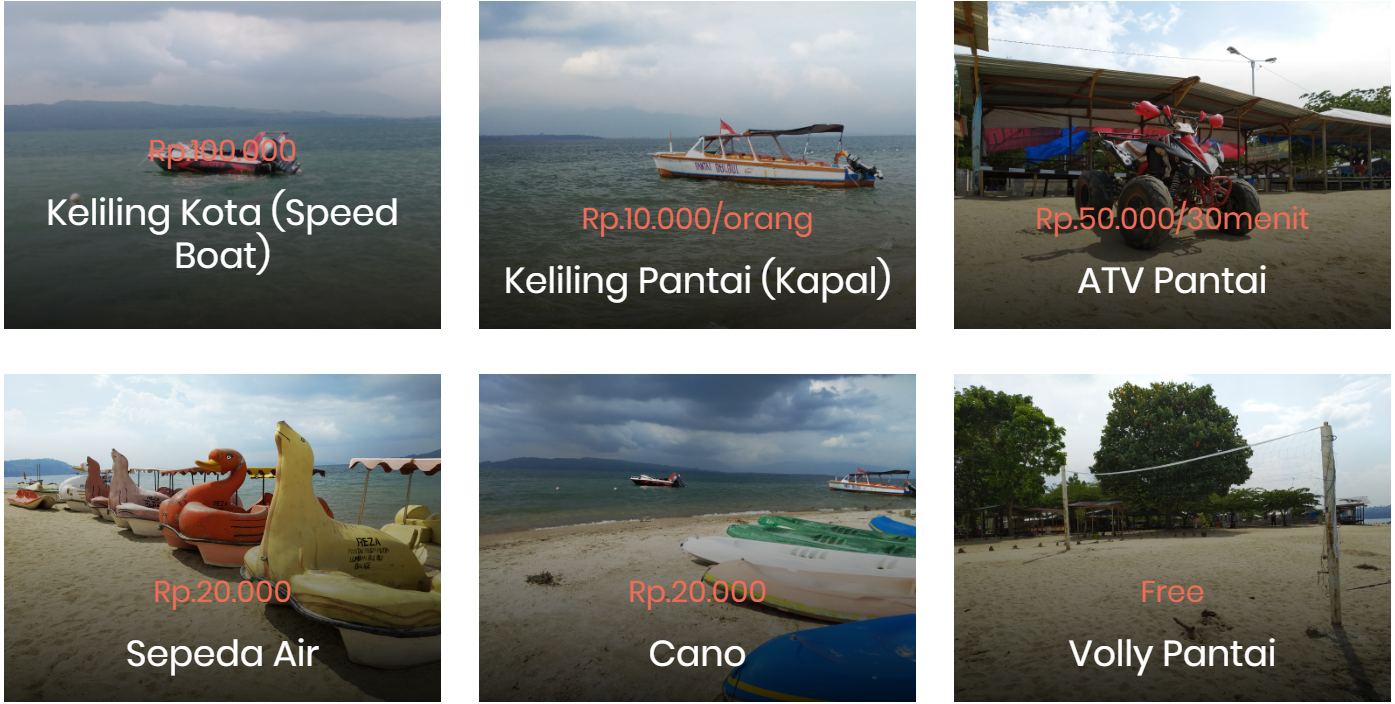 Rp.100.000
Keliling Kota (Speed
Boat)
Rp.10.000/orang
Keliling Pantai (Kapal)
Rp.50.000/30menit
ATV Pantai
REZA
Rp.20.000
Sepeda Air
Rp.20.000
Cano
Free
Volly Pantai